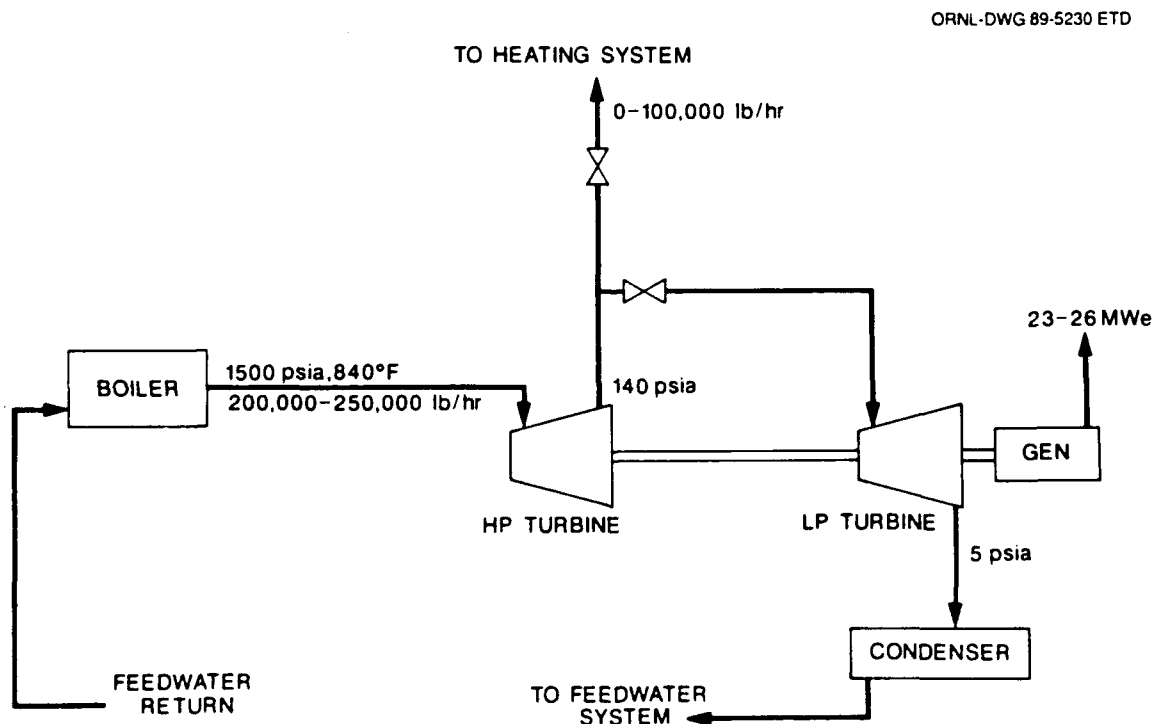 ORNL-DWG 89-5230 ETD
TO HEATING SYSTEM
0-100,000 lb/hr
23-26 MWe
BOILER
1500 psia, 840°F
200,000-250,000 lb/hr
140 psia
GEN
HP TURBINE
LP TURBINE
5 psia
CONDENSER
FEEDWATER
RETURN
TO FEEDWATER
SYSTEM